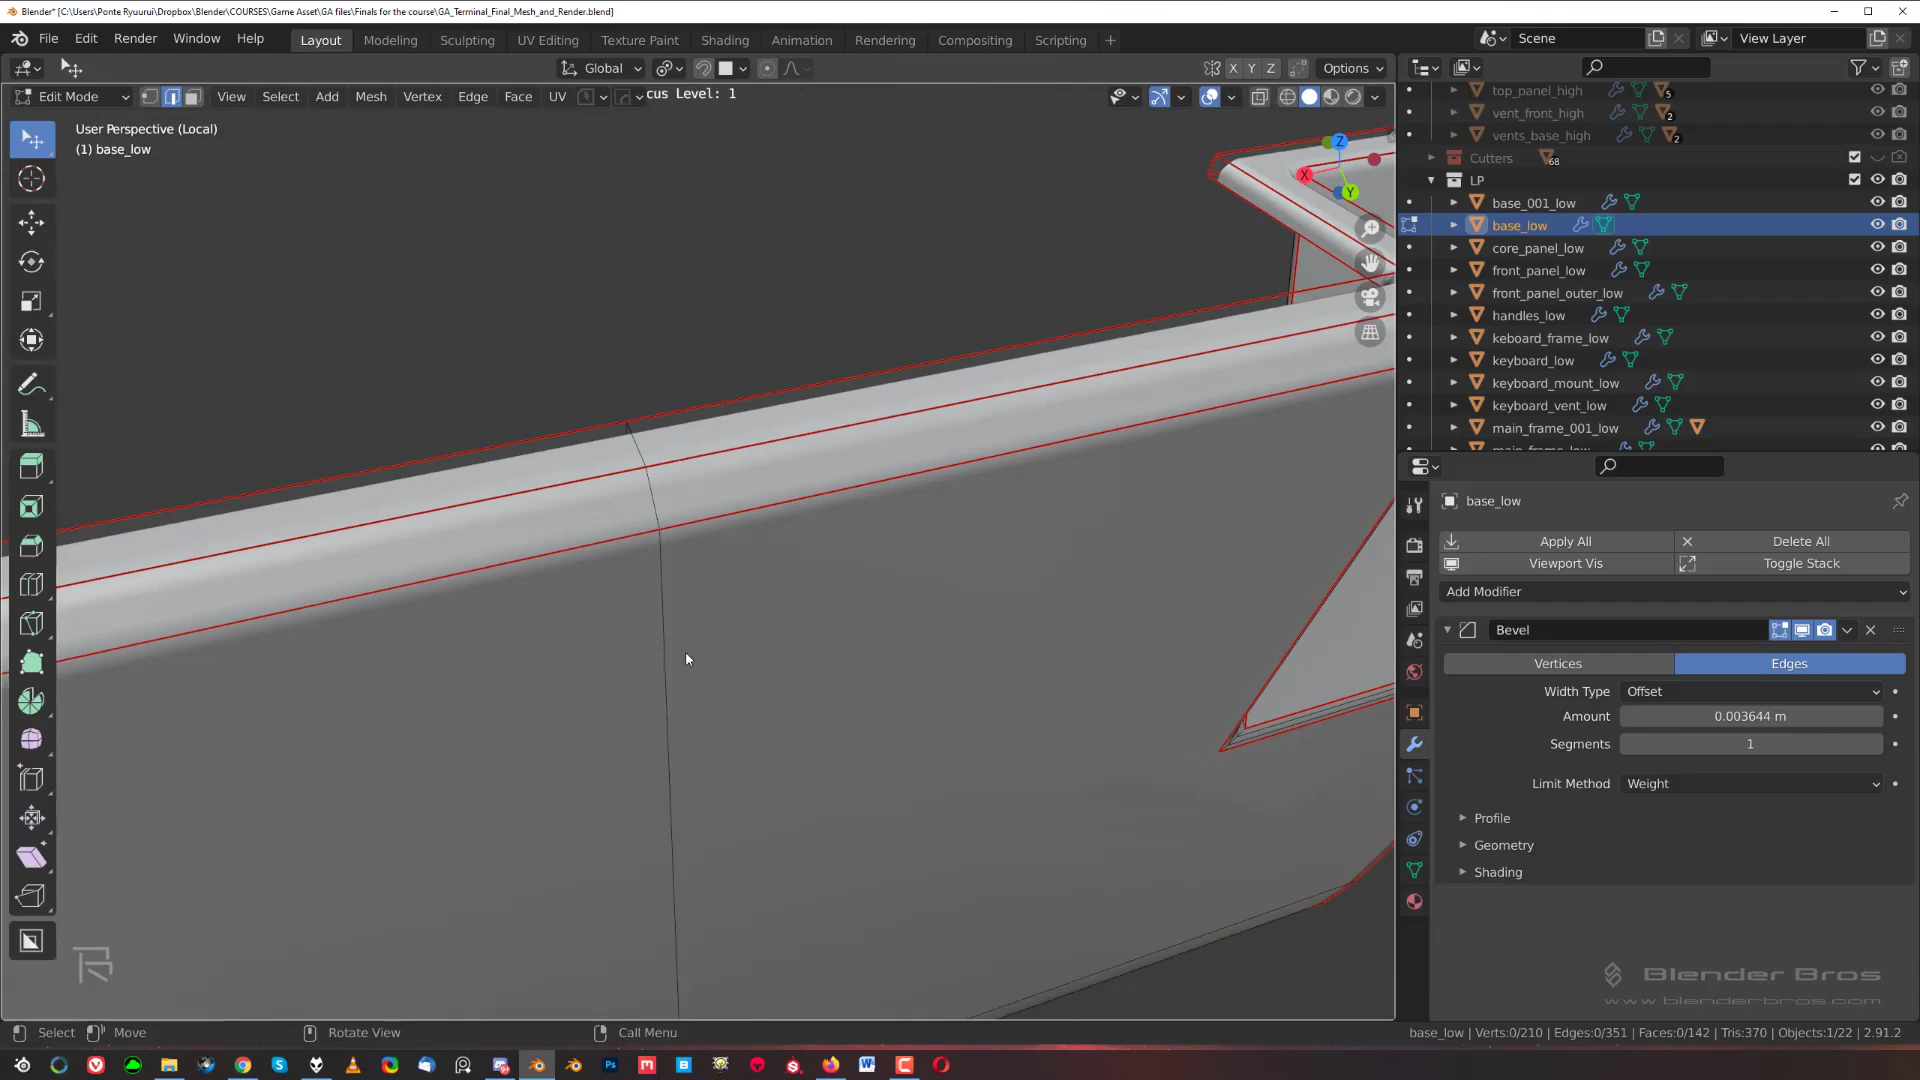 Blender* [C:\Users\Ponte Ryuurui\Dropbox\Blender\COURSES\Game Asset\GA files\Finals for the course\GA_Terminal_Final_Mesh_and_Render.blend]
File Edit Render Window Help
Layout Modeling Sculpting UV Editing Texture Paint Shading Animation Rendering Compositing Scripting +
Scene
View Layer
Global
X Y Z
Options
Edit Mode View Select Add Mesh Vertex Edge Face UV
cus Level: 1
User Perspective (Local)
(1) base_low
Z
X
Y
top_panel_high
5
vent_front_high
2
vents_base_high
2
Cutters
68
LP
base_001_low
base_low
core_panel_low
front_panel_low
front_panel_outer_low
handles_low
keboard_frame_low
keyboard_low
keyboard_mount_low
keyboard_vent_low
main_frame_001_low
main_frame_low
base_low
Apply All
Delete All
Viewport Vis
Toggle Stack
Add Modifier
Bevel
Vertices
Edges
Width Type Offset
Amount 0.003644 m
Segments 1
Limit Method Weight
Profile
Geometry
Shading
Blender Bros
www.blenderbros.com
Select Move Rotate View Call Menu
base_low | Verts:0/210 | Edges:0/351 | Faces:0/142 | Tris:370 | Objects:1/22 | 2.91.2